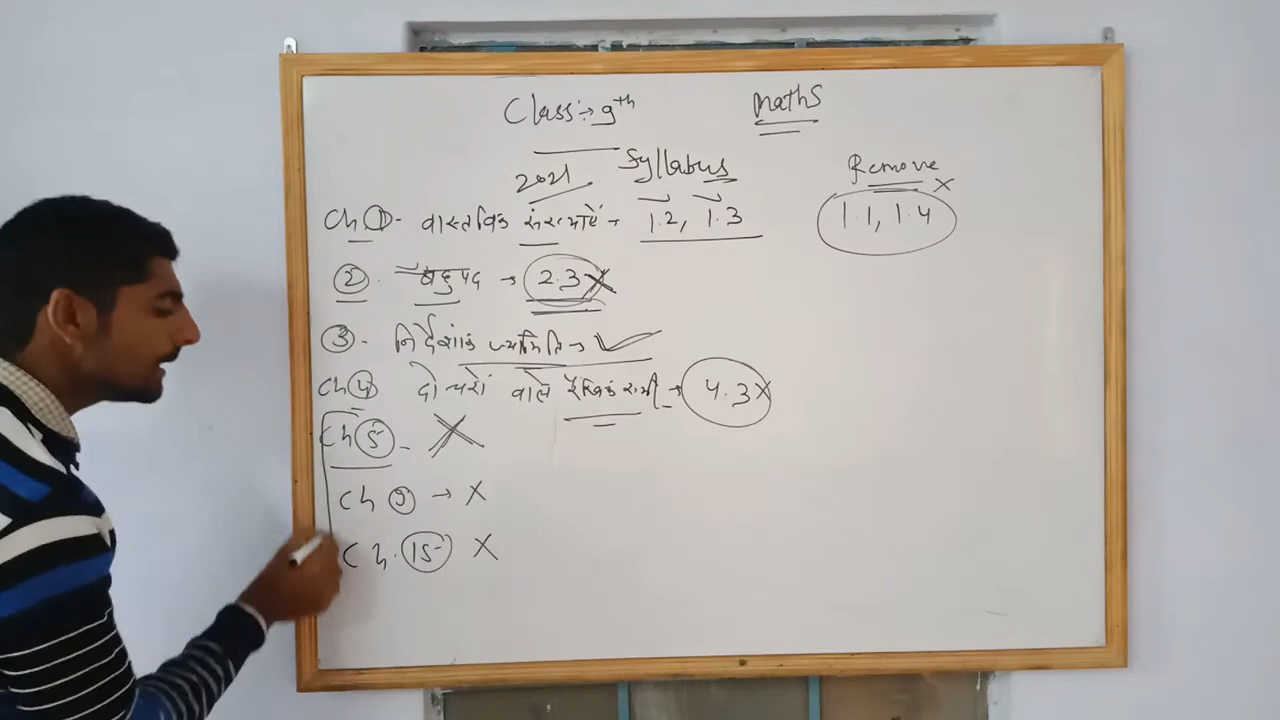 Class:- 9th Maths
2021 Syllabus Remove X
Ch ①- वास्तविक संख्याएं - 1.2, 1.3 1.1, 1.4
② - बहुपद → 2.3 X
③ - निर्देशांक ज्यामिति → ✓
Ch ④ दो चरों वाले रैखिक → 4.3 X
Ch ⑤ - X
Ch ⑨ → X
Ch. ⑮ X